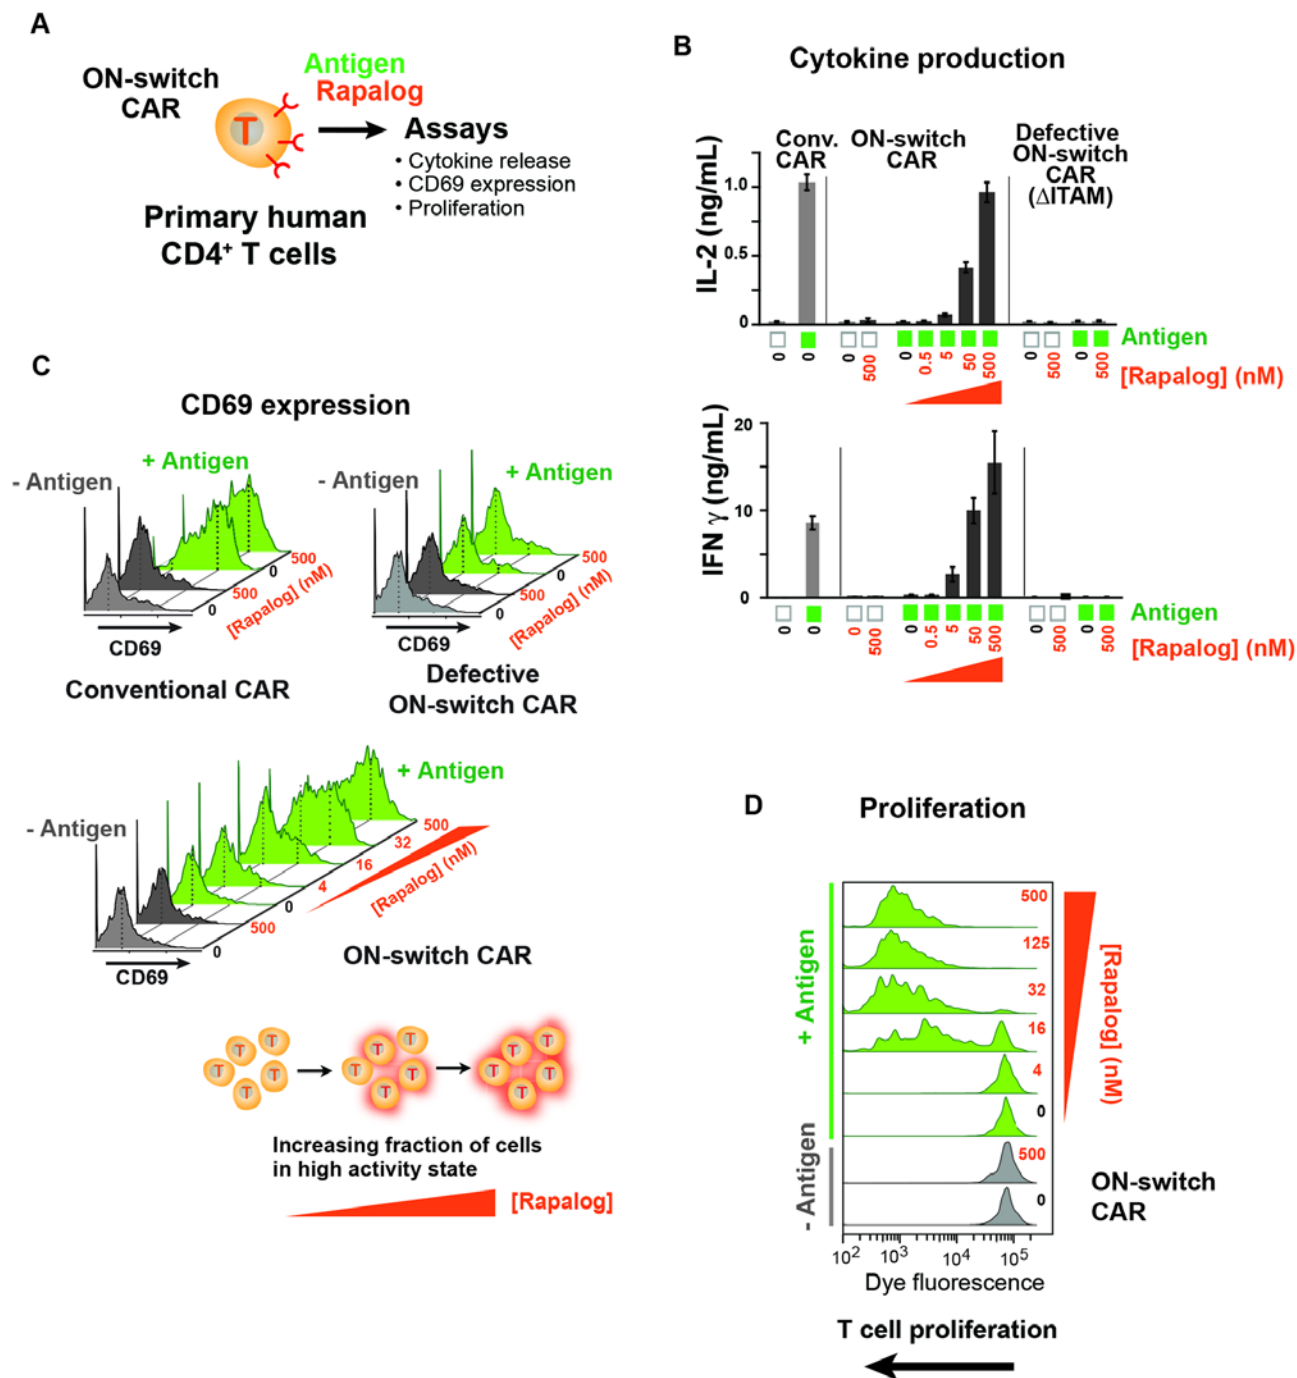 A
ON-switch
CAR
Antigen
Rapalog
T
Assays
• Cytokine release
• CD69 expression
• Proliferation
Primary human
CD4⁺ T cells
B
Cytokine production
Conv.
CAR
ON-switch
CAR
Defective
ON-switch
CAR
(ΔITAM)
IL-2 (ng/mL)
1.0
0.5
0
0 0 0 500 0 0.5 5 50 500 0 500 0 500
Antigen
[Rapalog] (nM)
IFN γ (ng/mL)
20
10
0
0 0 0 500 0 0.5 5 50 500 0 500 0 500
Antigen
[Rapalog] (nM)
C
CD69 expression
- Antigen
+ Antigen
0 500 0 500
[Rapalog] (nM)
CD69
Conventional CAR
- Antigen
+ Antigen
0 500 0 500
[Rapalog] (nM)
CD69
Defective
ON-switch CAR
- Antigen
+ Antigen
0 500 0 4 16 32 500
[Rapalog] (nM)
CD69
ON-switch CAR
T T T T T
T T T T T
T T T T T
Increasing fraction of cells
in high activity state
[Rapalog]
D
Proliferation
+ Antigen
- Antigen
500
125
32
16
4
0
500
0
[Rapalog] (nM)
ON-switch
CAR
10² 10³ 10⁴ 10⁵
Dye fluorescence
T cell proliferation